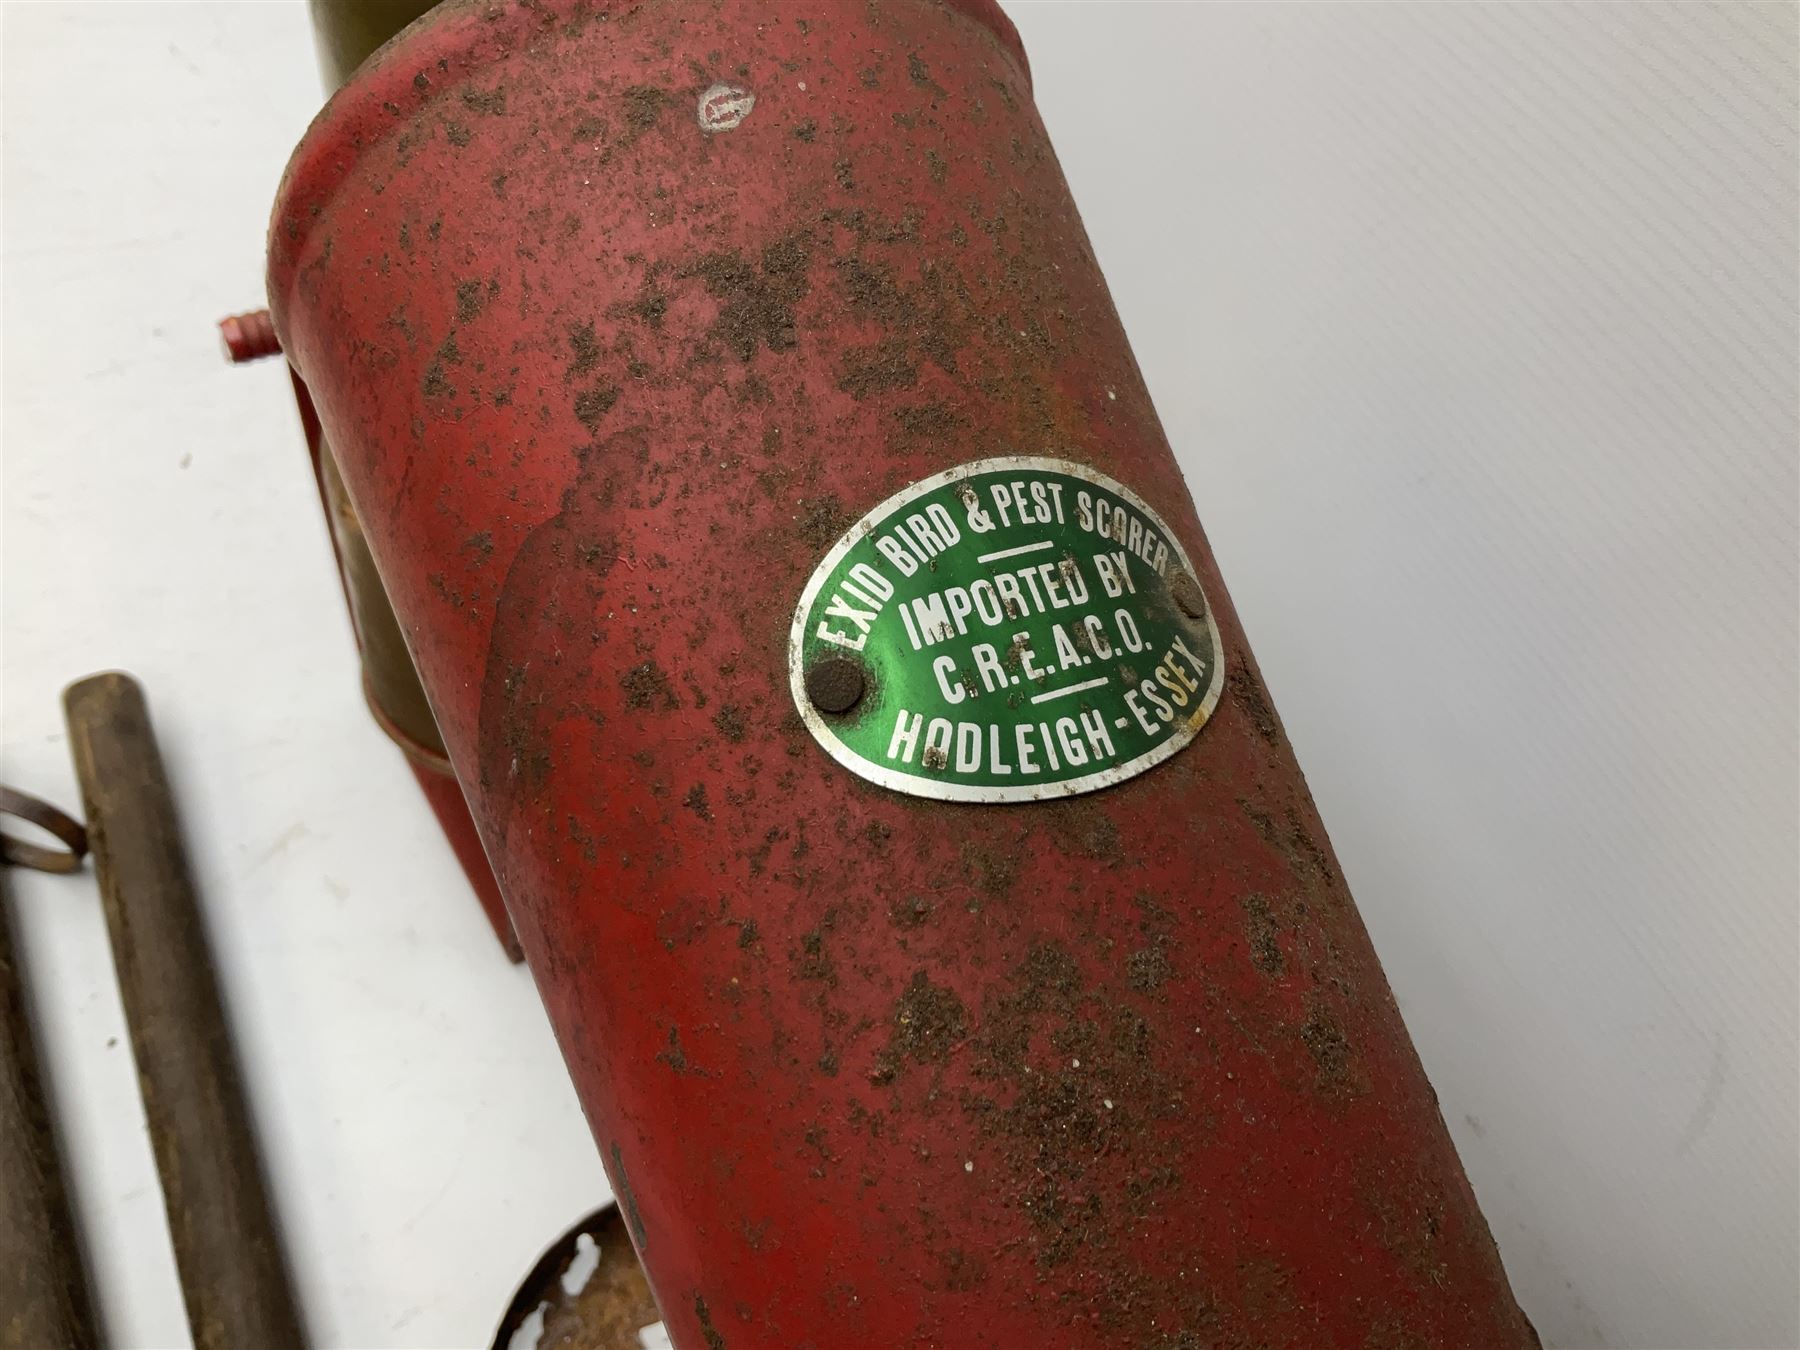 EXID BIRD & PEST SCARER
IMPORTED BY
C.R.E.A.C.O.
HADLEIGH-ESSEX